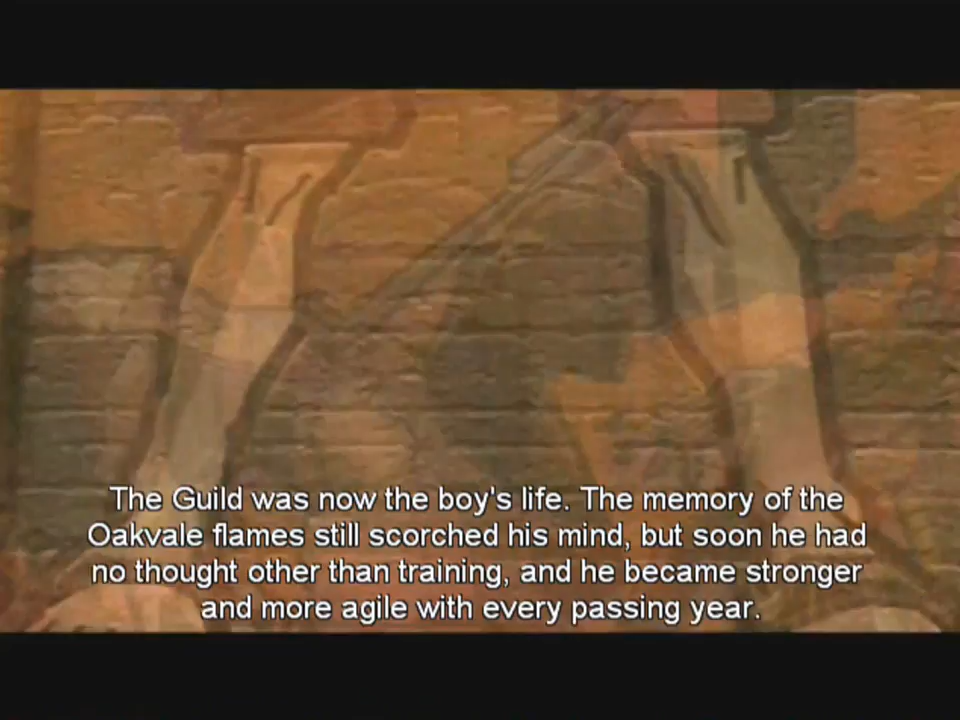 The Guild was now the boy's life. The memory of the
Oakvale flames still scorched his mind, but soon he had
no thought other than training, and he became stronger
and more agile with every passing year.